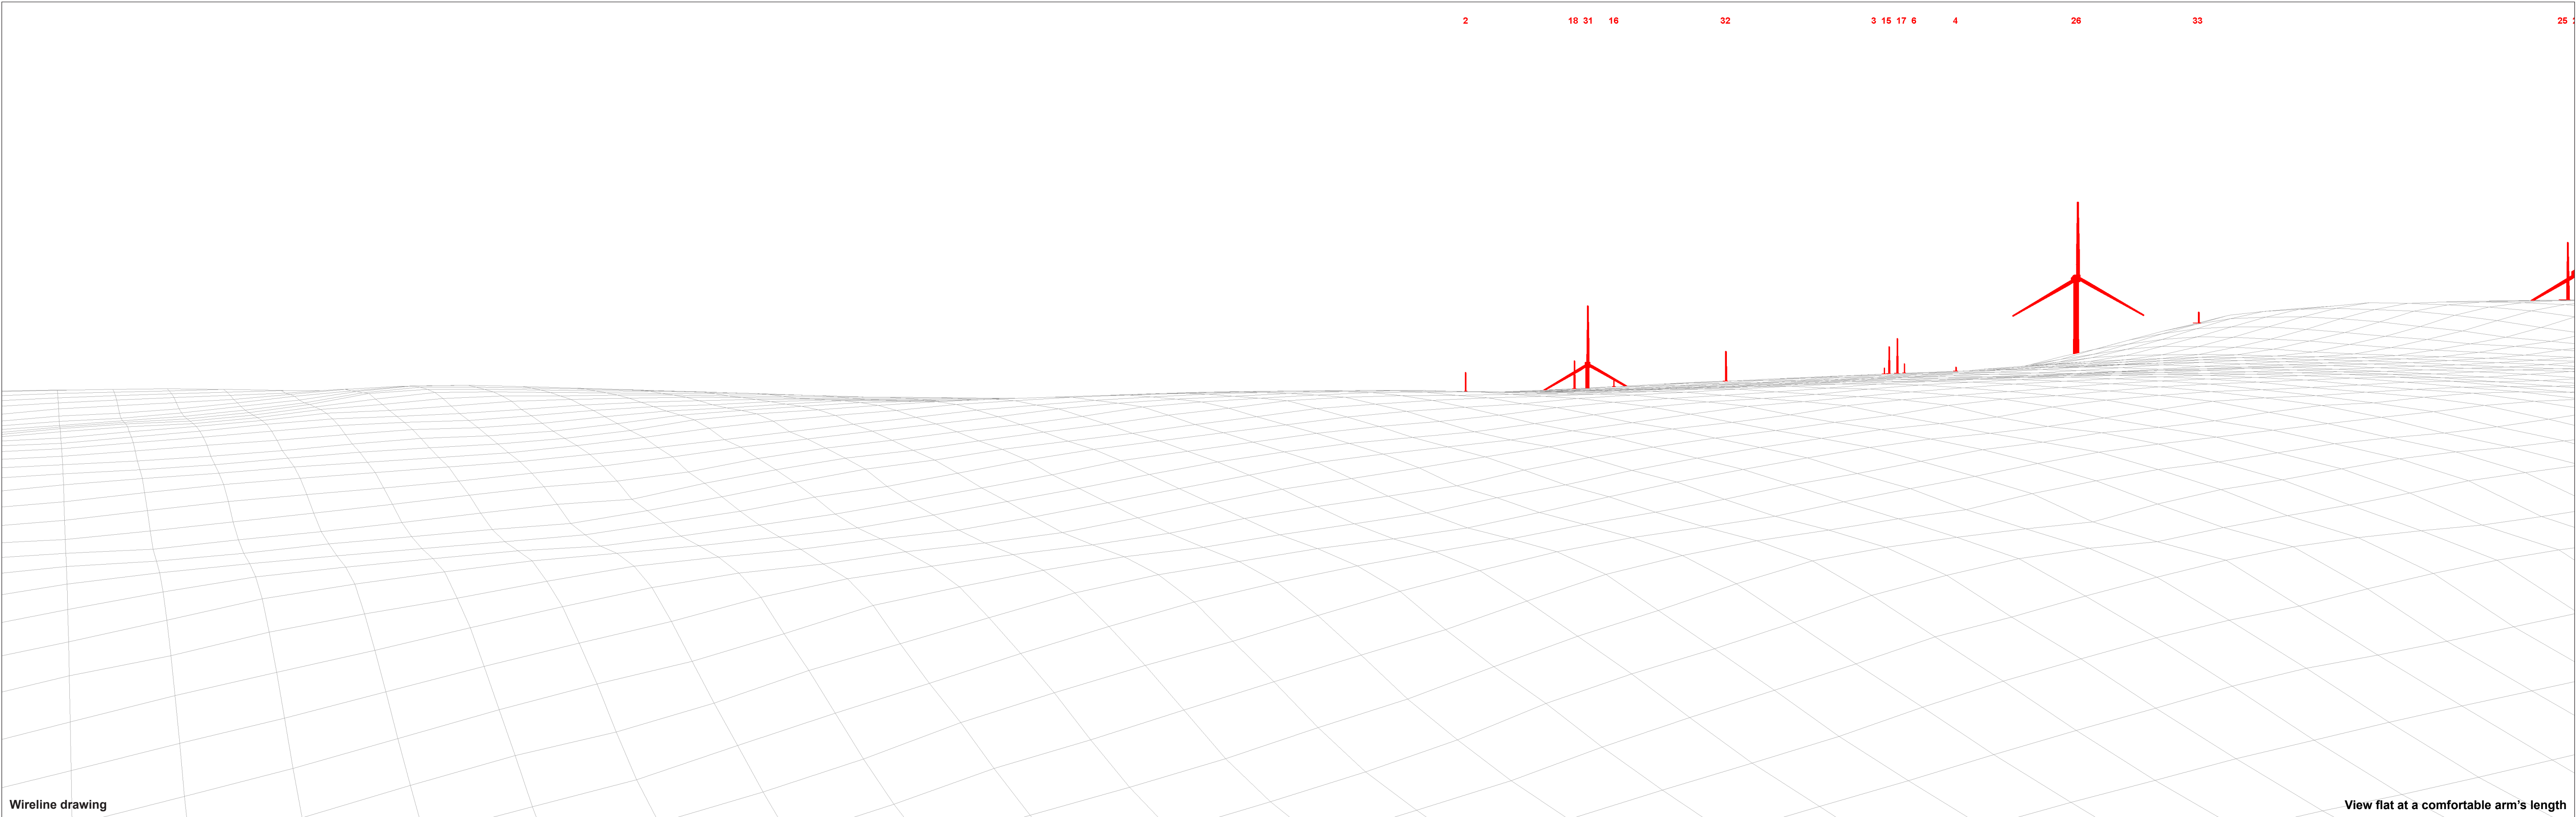 2 18 31 16 32 3 15 17 6 4 26 33 25
Wireline drawing
View flat at a comfortable arm's length